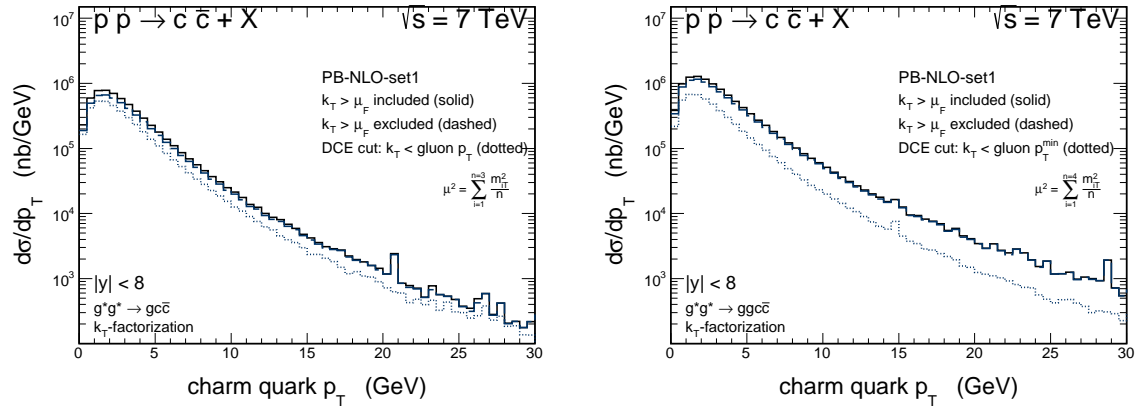 p p → c c̄ + X √s = 7 TeV
PB-NLO-set1
k_T > μ_F included (solid)
k_T > μ_F excluded (dashed)
DCE cut: k_T < gluon p_T (dotted)
μ² = Σ_{i=1}^{n=3} m²_{iT}/n
|y| < 8
g*g* → gcc̄
k_T-factorization
dσ/dp_T (nb/GeV)
10⁷
10⁶
10⁵
10⁴
10³
0 5 10 15 20 25 30
charm quark p_T (GeV)
p p → c c̄ + X √s = 7 TeV
PB-NLO-set1
k_T > μ_F included (solid)
k_T > μ_F excluded (dashed)
DCE cut: k_T < gluon p_T^min (dotted)
μ² = Σ_{i=1}^{n=4} m²_{iT}/n
|y| < 8
g*g* → ggcc̄
k_T-factorization
dσ/dp_T (nb/GeV)
10⁷
10⁶
10⁵
10⁴
10³
0 5 10 15 20 25 30
charm quark p_T (GeV)